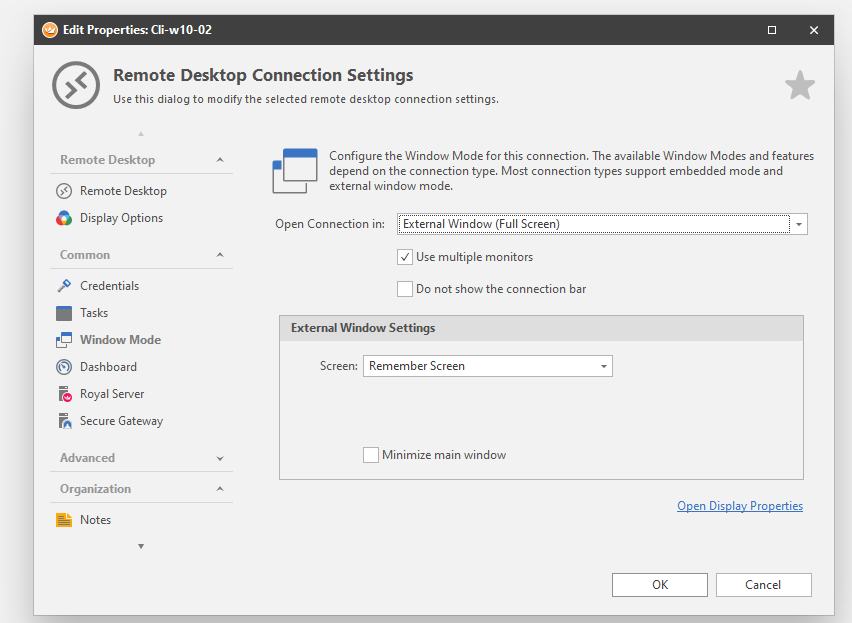 Edit Properties: Cli-w10-02
Remote Desktop Connection Settings
Use this dialog to modify the selected remote desktop connection settings.
Remote Desktop
Remote Desktop
Display Options
Common
Credentials
Tasks
Window Mode
Dashboard
Royal Server
Secure Gateway
Advanced
Organization
Notes
Configure the Window Mode for this connection. The available Window Modes and features
depend on the connection type. Most connection types support embedded mode and
external window mode.
Open Connection in: External Window (Full Screen)
Use multiple monitors
Do not show the connection bar
External Window Settings
Screen: Remember Screen
Minimize main window
Open Display Properties
OK Cancel